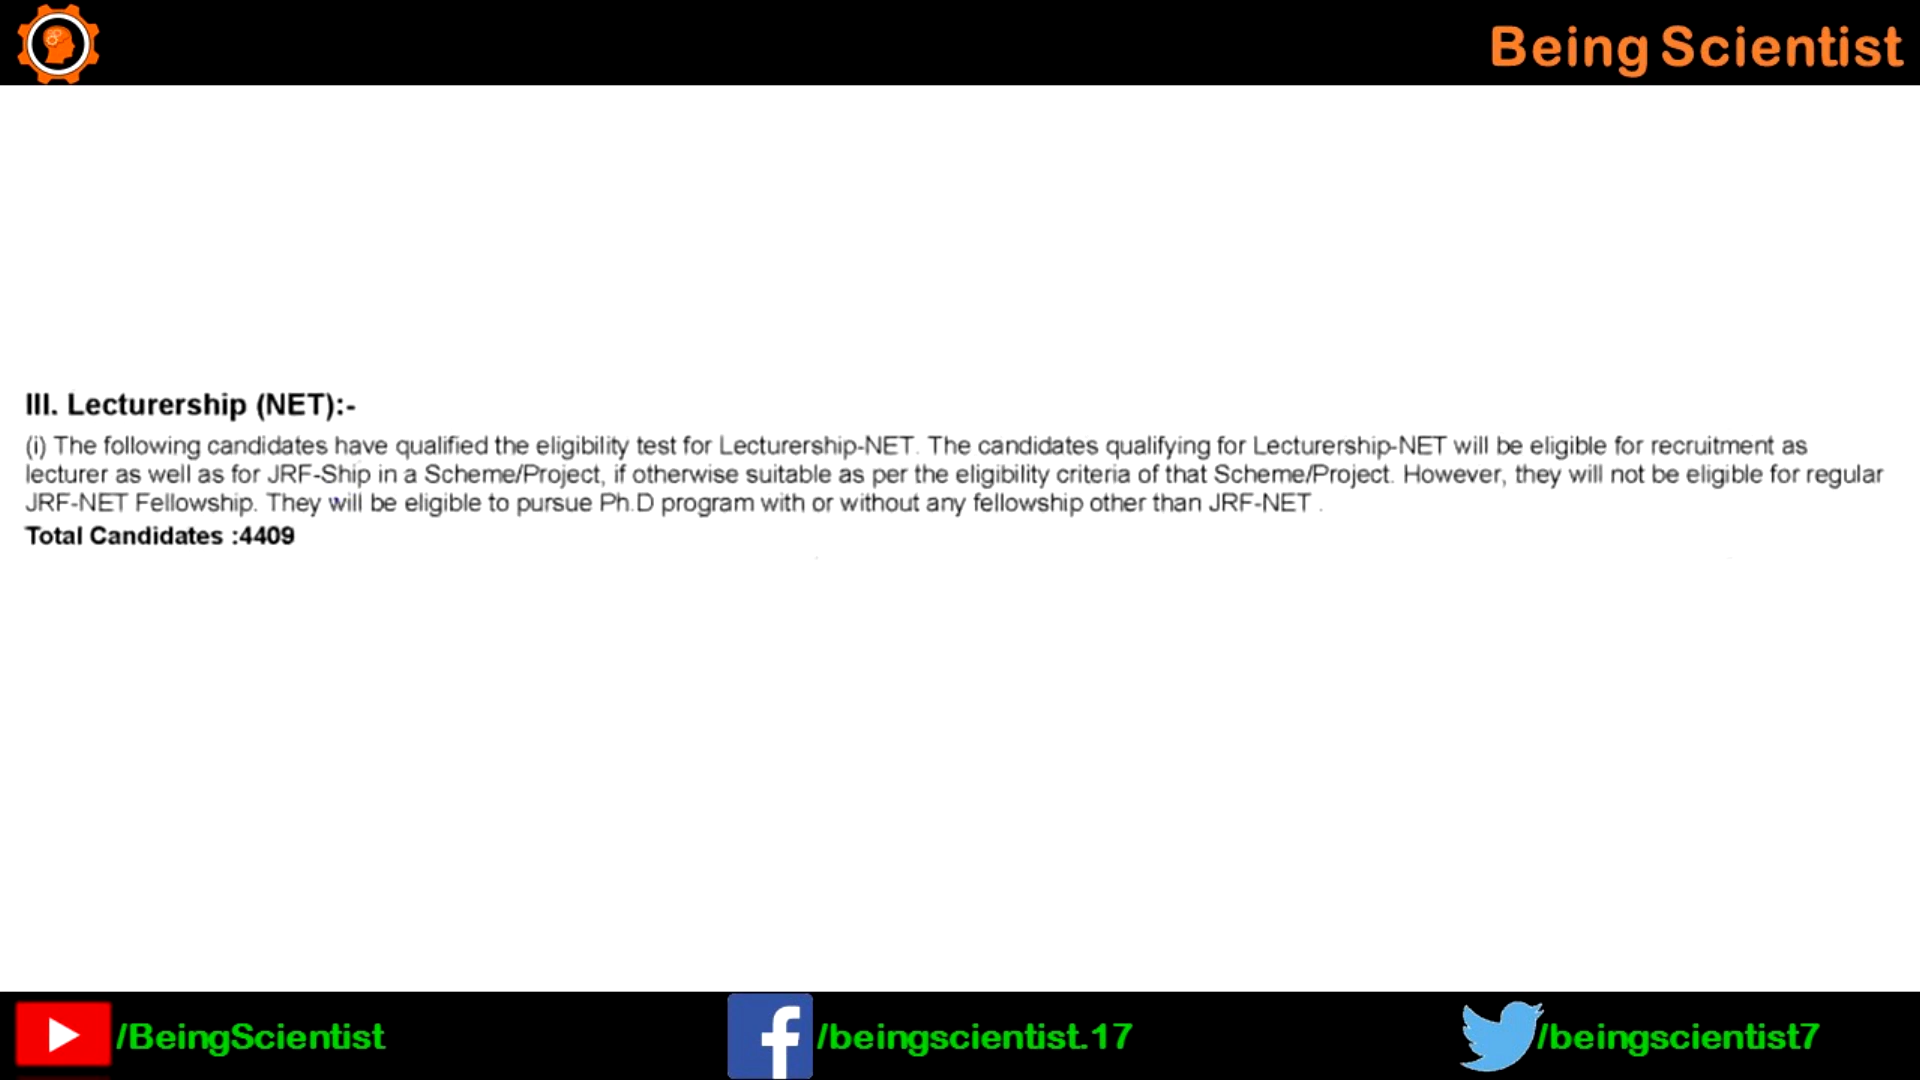 Being Scientist
III. Lecturership (NET):-
(i) The following candidates have qualified the eligibility test for Lecturership-NET. The candidates qualifying for Lecturership-NET will be eligible for recruitment as
lecturer as well as for JRF-Ship in a Scheme/Project, if otherwise suitable as per the eligibility criteria of that Scheme/Project. However, they will not be eligible for regular
JRF-NET Fellowship. They will be eligible to pursue Ph.D program with or without any fellowship other than JRF-NET .
Total Candidates :4409
/BeingScientist
/beingscientist.17
/beingscientist7